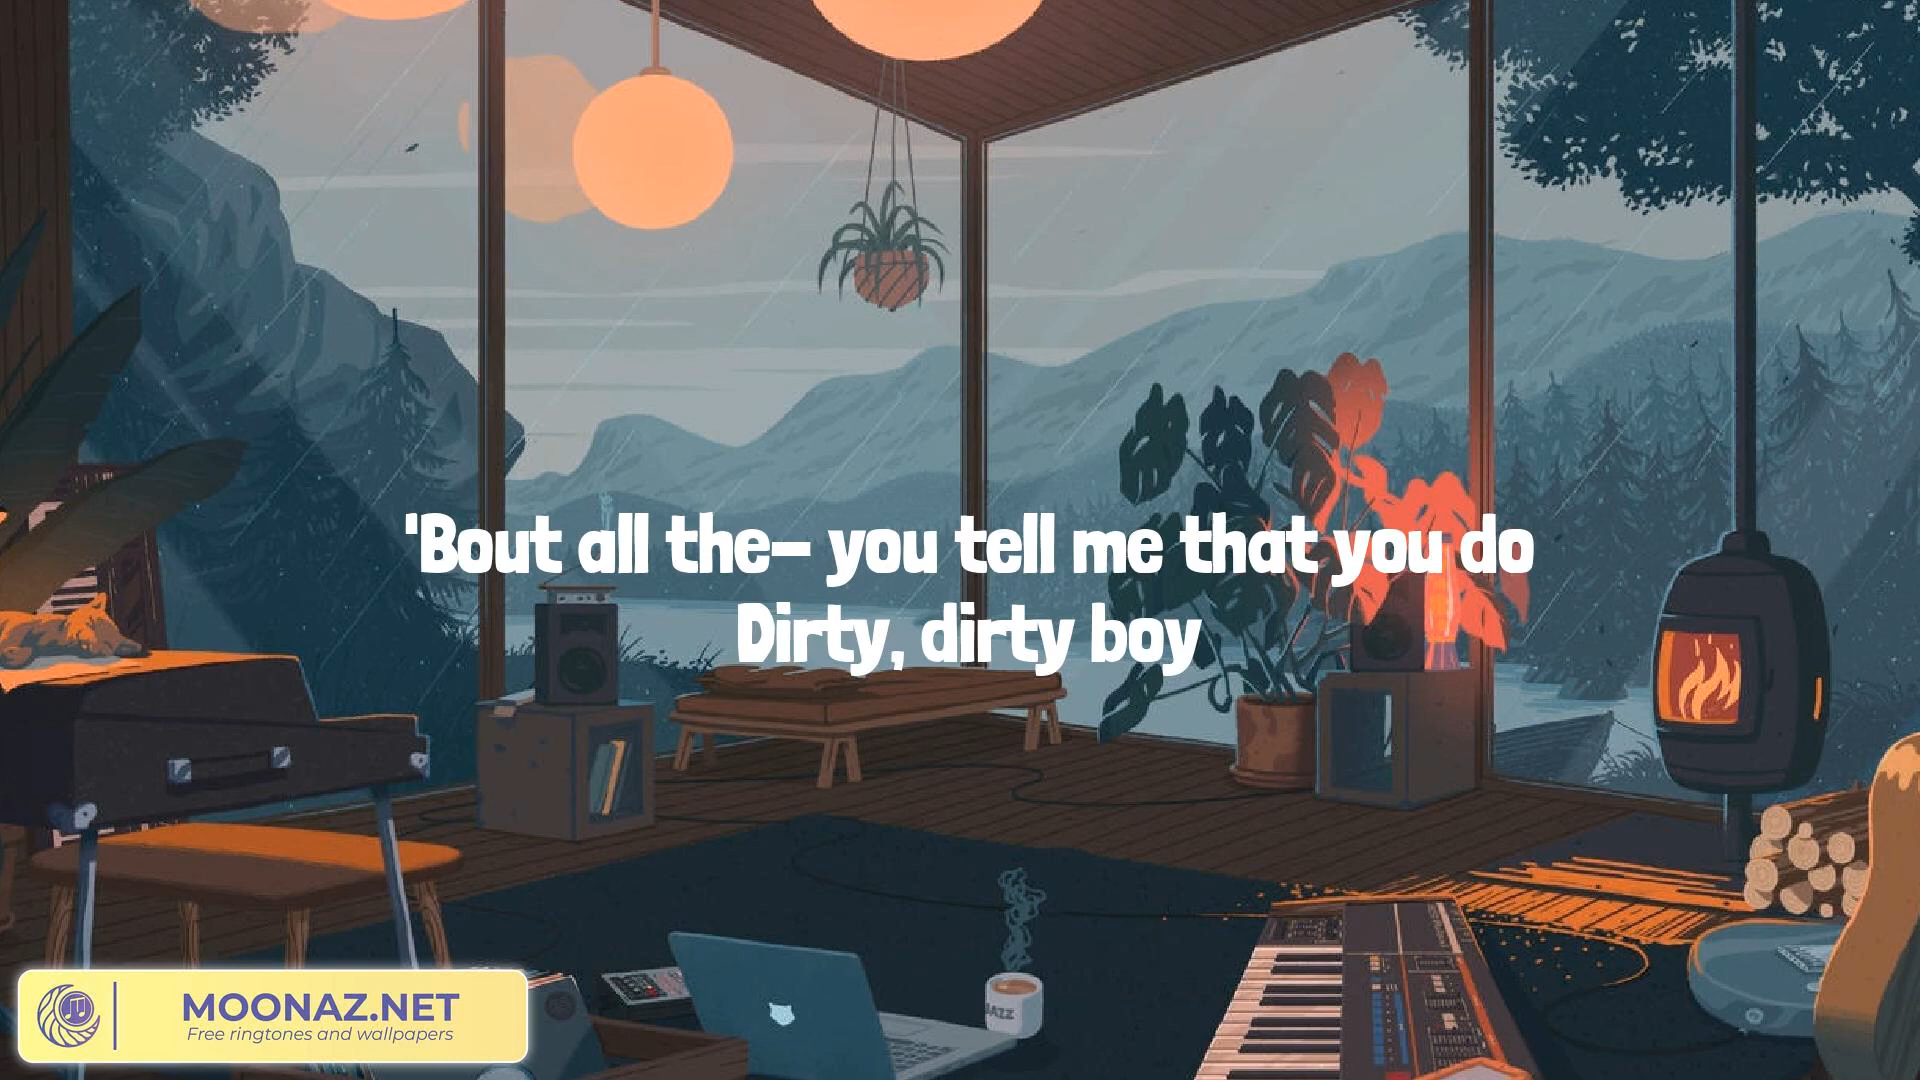 'Bout all the– you tell me that you do
Dirty, dirty boy
JAZZ
MOONAZ.NET
Free ringtones and wallpapers